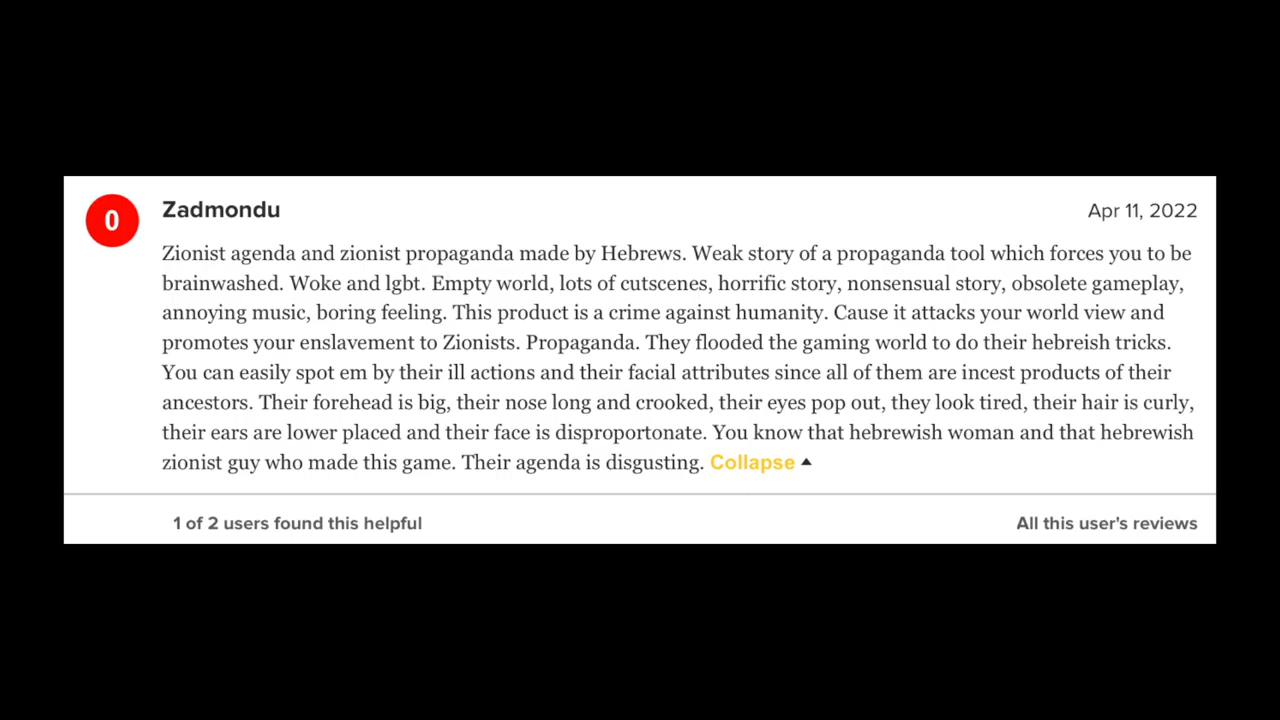 0
Zadmondu
Apr 11, 2022
Zionist agenda and zionist propaganda made by Hebrews. Weak story of a propaganda tool which forces you to be
brainwashed. Woke and lgbt. Empty world, lots of cutscenes, horrific story, nonsensual story, obsolete gameplay,
annoying music, boring feeling. This product is a crime against humanity. Cause it attacks your world view and
promotes your enslavement to Zionists. Propaganda. They flooded the gaming world to do their hebreish tricks.
You can easily spot em by their ill actions and their facial attributes since all of them are incest products of their
ancestors. Their forehead is big, their nose long and crooked, their eyes pop out, they look tired, their hair is curly,
their ears are lower placed and their face is disproportonate. You know that hebrewish woman and that hebrewish
zionist guy who made this game. Their agenda is disgusting. Collapse
1 of 2 users found this helpful
All this user's reviews